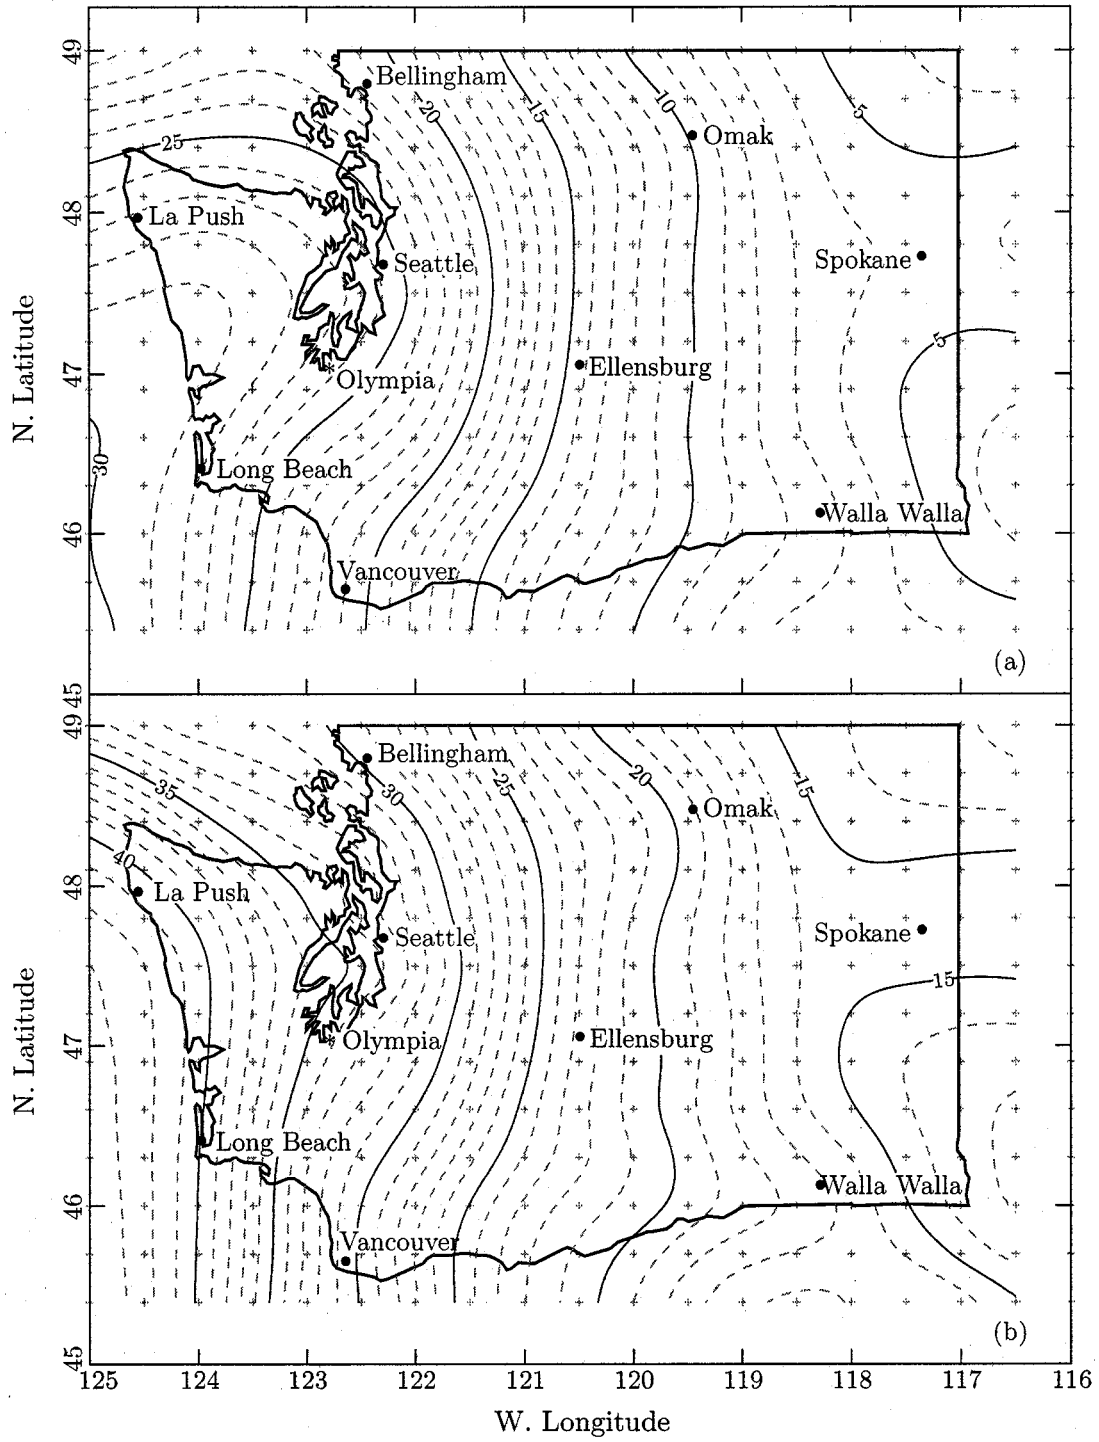 49
Bellingham
20
15
10
Omak
5
25
48
La Push
Seattle
Spokane
N. Latitude
5
47
Ellensburg
Olympia
30
Long Beach
Walla Walla
46
Vancouver
(a)
45
49
Bellingham
35
30
25
20
15
Omak
40
48
La Push
Seattle
Spokane
15
N. Latitude
47
Olympia
Ellensburg
Long Beach
Walla Walla
46
Vancouver
(b)
45
125 124 123 122 121 120 119 118 117 116
W. Longitude